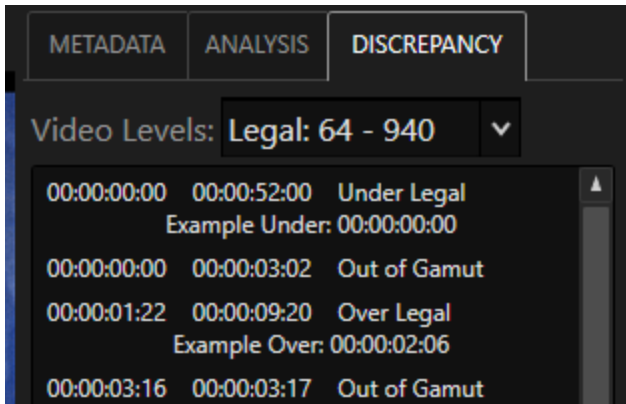 METADATA ANALYSIS DISCREPANCY
Video Levels: Legal: 64 - 940
00:00:00:00 00:00:52:00 Under Legal
Example Under: 00:00:00:00
00:00:00:00 00:00:03:02 Out of Gamut
00:00:01:22 00:00:09:20 Over Legal
Example Over: 00:00:02:06
00:00:03:16 00:00:03:17 Out of Gamut